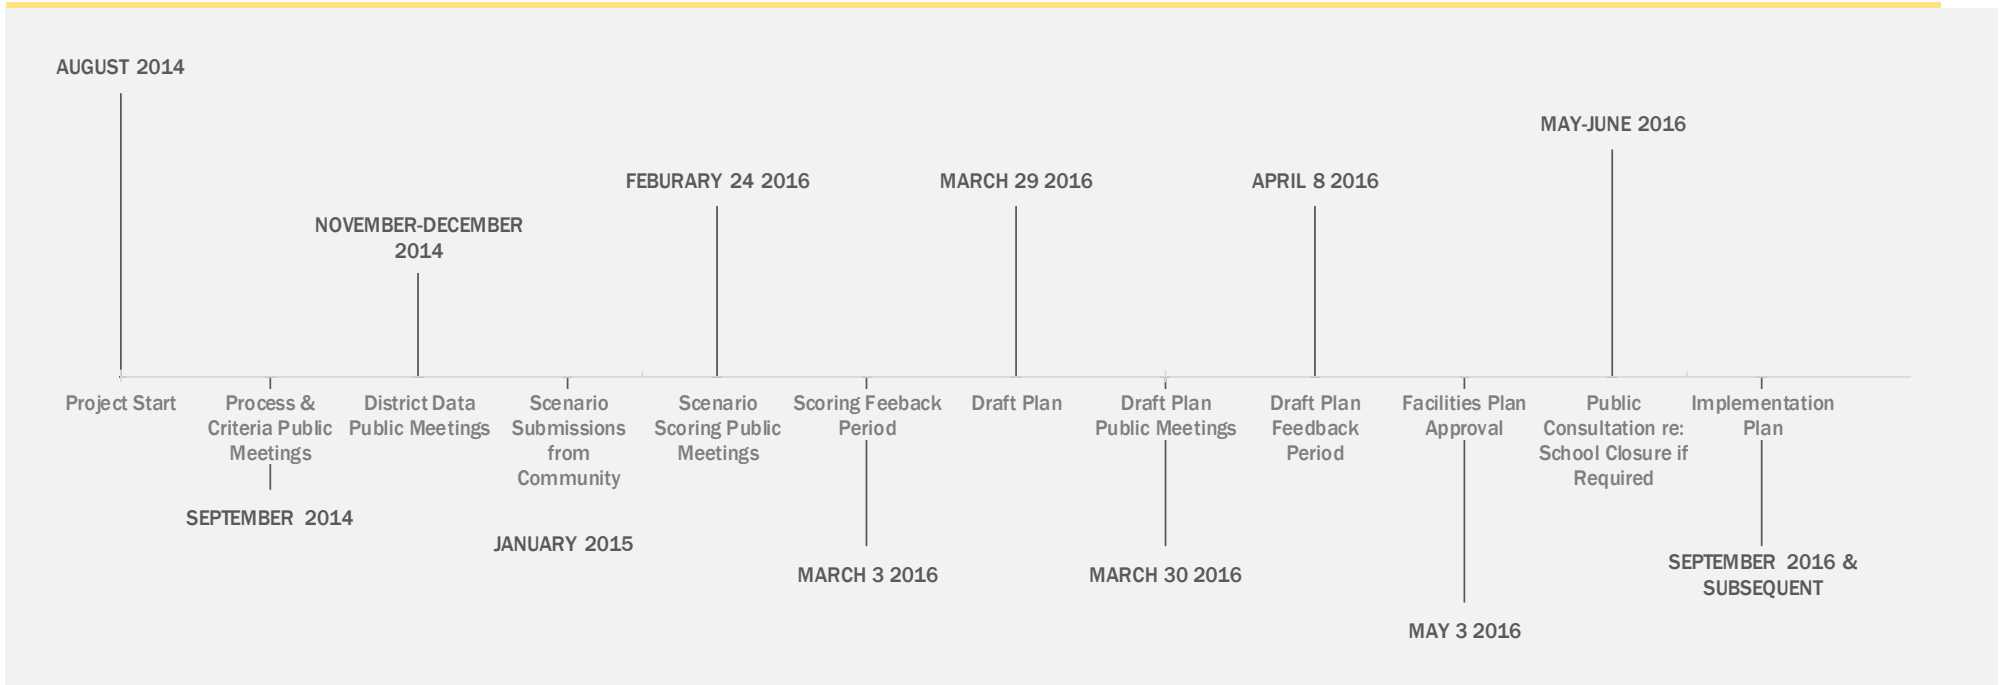 AUGUST 2014
MAY-JUNE 2016
FEBURARY 24 2016
MARCH 29 2016
APRIL 8 2016
NOVEMBER-DECEMBER
2014
Project Start
Process &
Criteria Public
Meetings
District Data
Public Meetings
Scenario
Submissions
from
Community
Scenario
Scoring Public
Meetings
Scoring Feeback
Period
Draft Plan
Draft Plan
Public Meetings
Draft Plan
Feedback
Period
Facilities Plan
Approval
Public
Consultation re:
School Closure if
Required
Implementation
Plan
SEPTEMBER 2014
JANUARY 2015
MARCH 3 2016
MARCH 30 2016
SEPTEMBER 2016 &
SUBSEQUENT
MAY 3 2016